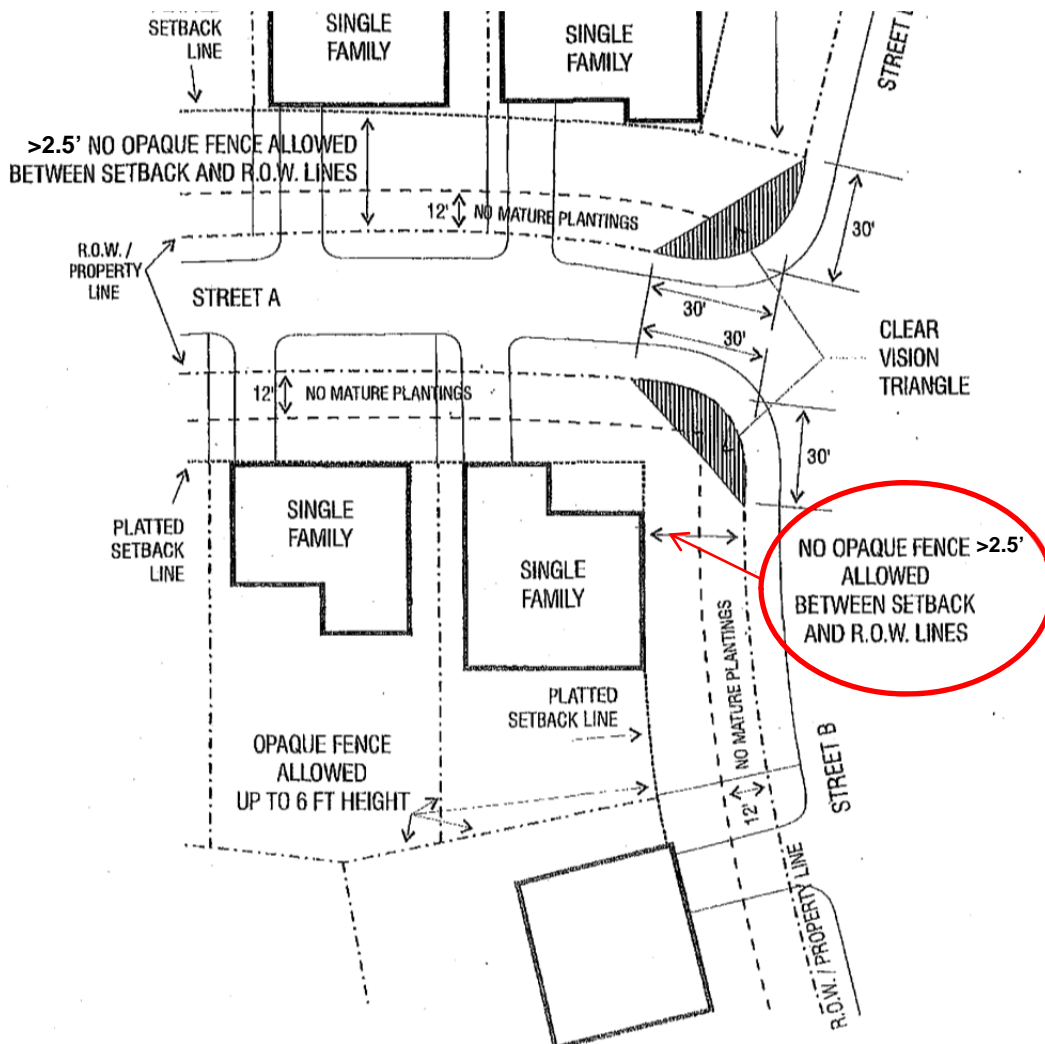 SETBACK
LINE
SINGLE
FAMILY
SINGLE
FAMILY
>2.5' NO OPAQUE FENCE ALLOWED
BETWEEN SETBACK AND R.O.W. LINES
12'
NO MATURE PLANTINGS
30'
R.O.W. /
PROPERTY
LINE
STREET A
30'
30'
CLEAR
VISION
TRIANGLE
12'
NO MATURE PLANTINGS
30'
PLATTED
SETBACK
LINE
SINGLE
FAMILY
SINGLE
FAMILY
NO OPAQUE FENCE >2.5'
ALLOWED
BETWEEN SETBACK
AND R.O.W. LINES
NO MATURE PLANTINGS
12'
PLATTED
SETBACK LINE
OPAQUE FENCE
ALLOWED
UP TO 6 FT HEIGHT
STREET B
R.O.W. / PROPERTY LINE
STREET